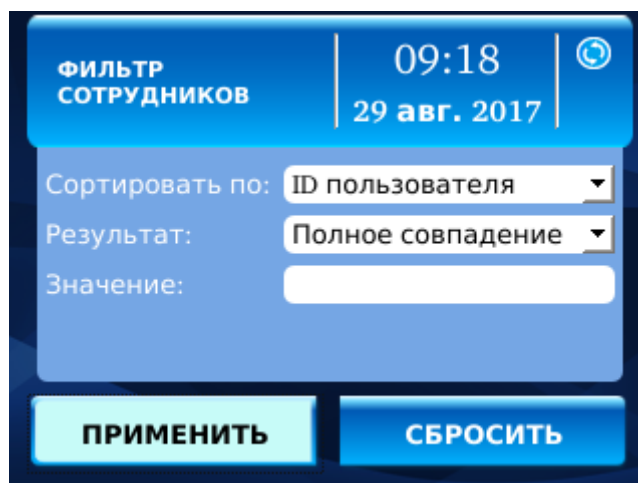 ФИЛЬТР
СОТРУДНИКОВ
09:18
29 авг. 2017
Сортировать по: ID пользователя
Результат: Полное совпадение
Значение:
ПРИМЕНИТЬ СБРОСИТЬ